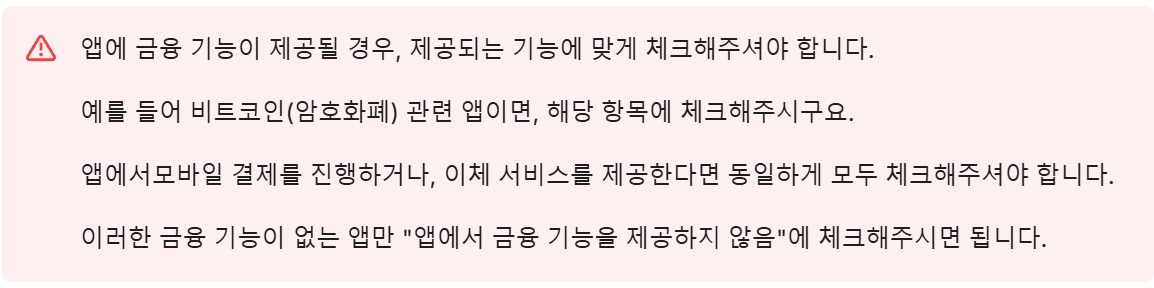 앱에 금융 기능이 제공될 경우, 제공되는 기능에 맞게 체크해주셔야 합니다.
예를 들어 비트코인(암호화폐) 관련 앱이면, 해당 항목에 체크해주시구요.
앱에서모바일 결제를 진행하거나, 이체 서비스를 제공한다면 동일하게 모두 체크해주셔야 합니다.
이러한 금융 기능이 없는 앱만 "앱에서 금융 기능을 제공하지 않음"에 체크해주시면 됩니다.